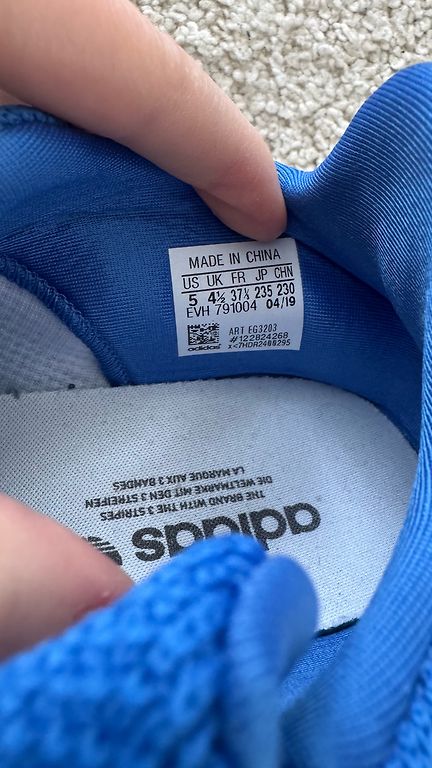 MADE IN CHINA
US UK FR JP CHN
5 4½ 37⅓ 235 230
EVH 791004 04/19
ART EG3203
#122824268
adidas
X<7HDR2400295
adidas
THE BRAND WITH THE 3 STRIPES
DIE WELTMARKE MIT DEN 3 STREIFEN
LA MARQUE AUX 3 BANDES